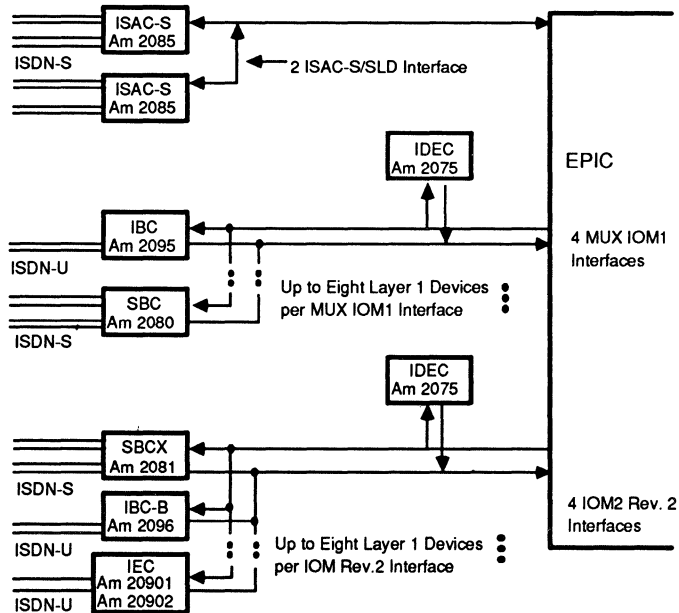 ISAC-S
Am 2085
ISDN-S
2 ISAC-S/SLD Interface
ISAC-S
Am 2085
IDEC
Am 2075
EPIC
IBC
Am 2095
ISDN-U
4 MUX IOM1
Interfaces
Up to Eight Layer 1 Devices
per MUX IOM1 Interface
SBC
Am 2080
ISDN-S
IDEC
Am 2075
SBCX
Am 2081
ISDN-S
4 IOM2 Rev. 2
Interfaces
IBC-B
Am 2096
ISDN-U
Up to Eight Layer 1 Devices
per IOM Rev.2 Interface
IEC
Am 20901
Am 20902
ISDN-U